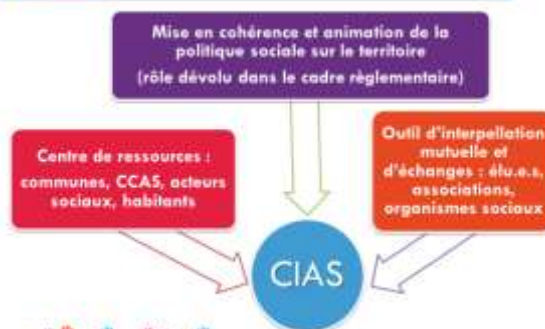 Mise en cohérence et animation de la
politique sociale sur le territoire
(rôle dévolu dans le cadre règlementaire)
Centre de ressources :
communes, CCAS, acteurs
sociaux, habitants
Outil d'interpellation
mutuelle et
d'échanges : élu.e.s,
associations,
organismes sociaux
CIAS